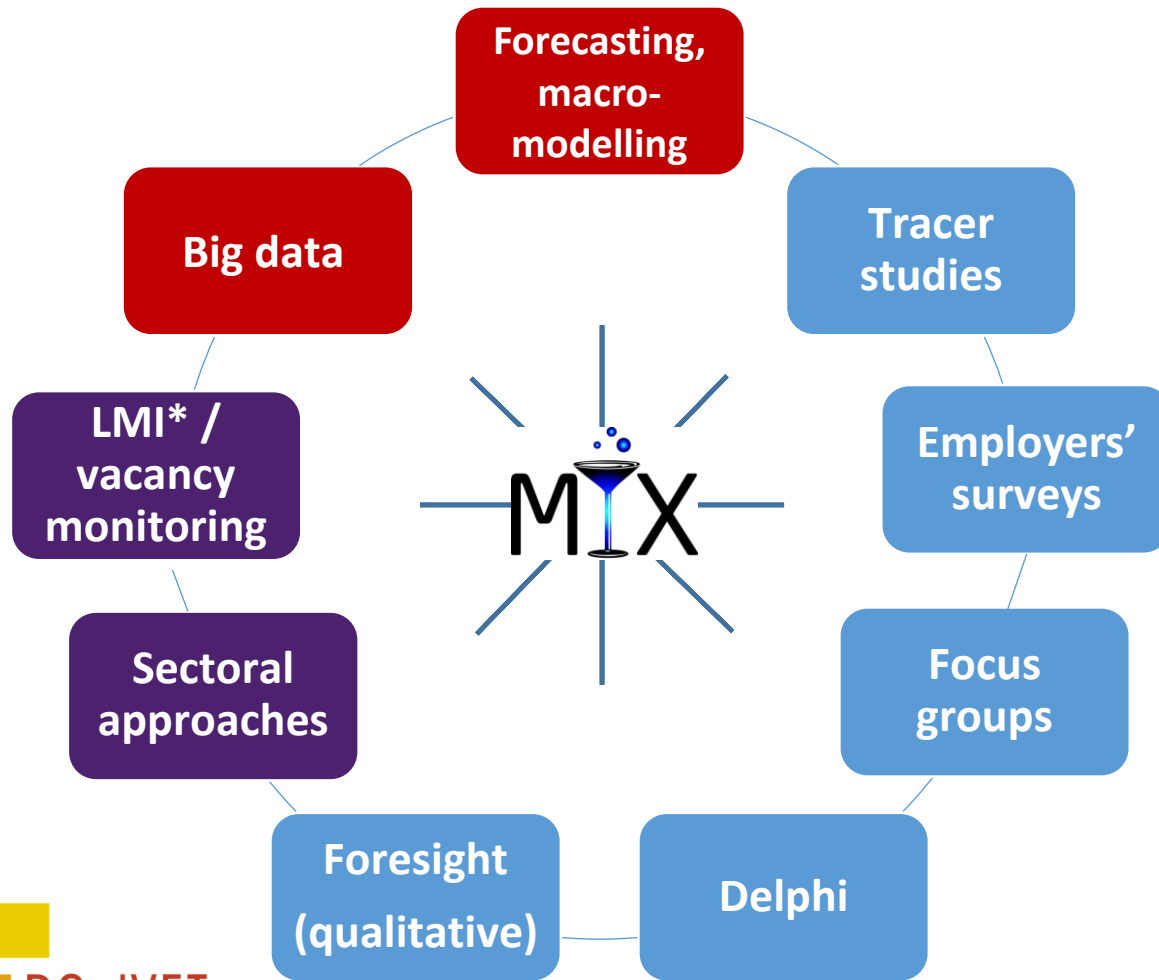 Forecasting,
macro-
modelling
Big data
Tracer
studies
LMI* /
vacancy
monitoring
MIX
Employers’
surveys
Sectoral
approaches
Focus
groups
Foresight
(qualitative)
Delphi